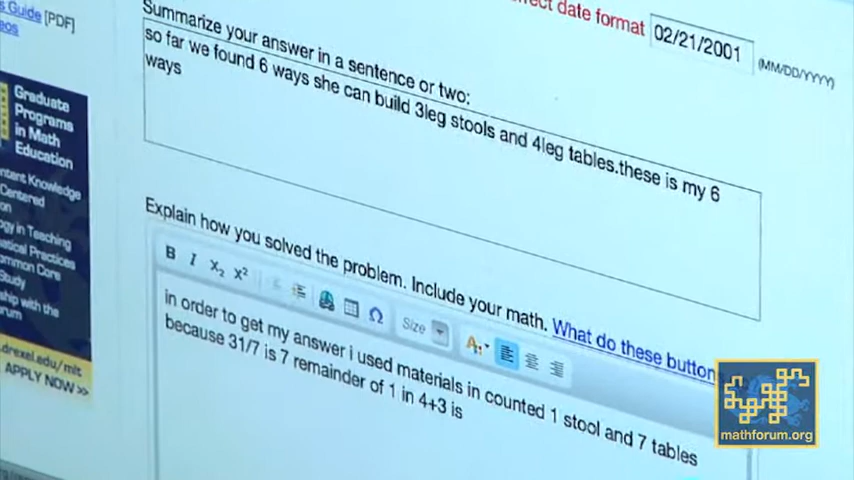 s Guide [PDF]
eos
rect date format
02/21/2001
(MM/DD/YYYY)
Summarize your answer in a sentence or two:
so far we found 6 ways she can build 3leg stools and 4leg tables.these is my 6
ways
Graduate
Programs
in Math
Education
ntent Knowledge
Centered
on
gy in Teaching
atical Practices
ommon Core
Study
ship with the
rum
.drexel.edu/mlt
APPLY NOW >>
Explain how you solved the problem. Include your math. What do these button
B I X₂ X² Ω Size A
in order to get my answer i used materials in counted 1 stool and 7 tables
because 31/7 is 7 remainder of 1 in 4+3 is
mathforum.org